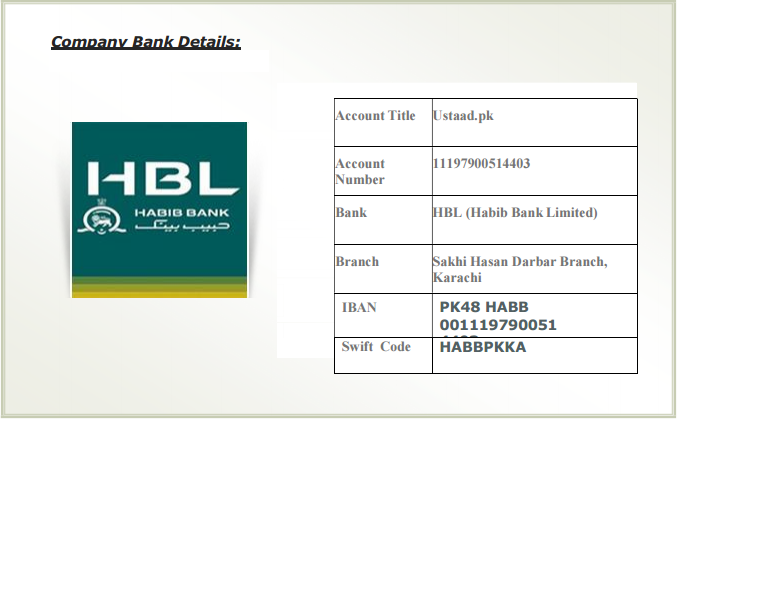 Company Bank Details:
HBL
HABIB BANK
حبیب بینک
Account Title
Ustaad.pk
Account
Number
11197900514403
Bank
HBL (Habib Bank Limited)
Branch
Sakhi Hasan Darbar Branch,
Karachi
IBAN
PK48 HABB
001119790051
Swift Code
HABBPKKA